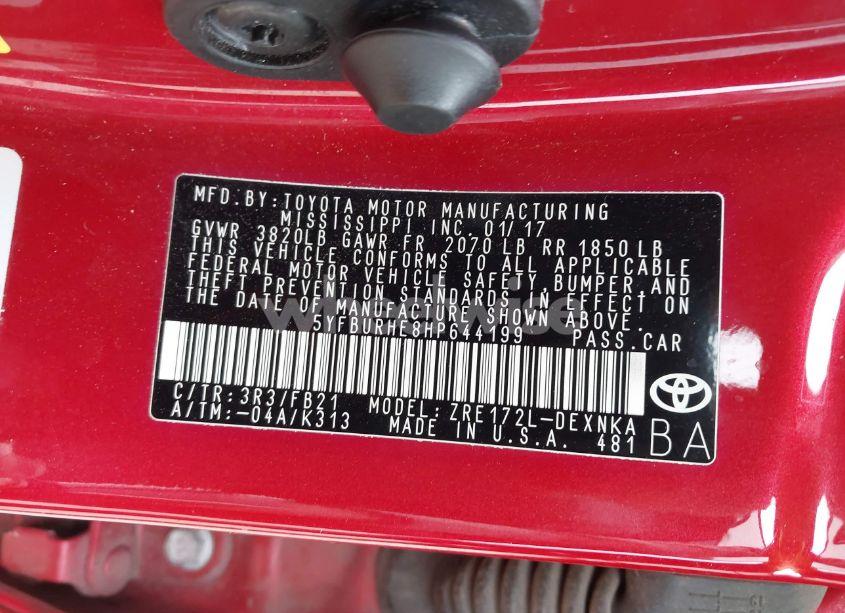 MFD.BY:TOYOTA MOTOR MANUFACTURING
MISSISSIPPI INC. 01/17
GVWR 3820LB GAWR FR 2070 LB RR 1850 LB
THIS VEHICLE CONFORMS TO ALL APPLICABLE
FEDERAL MOTOR VEHICLE SAFETY, BUMPER, AND
THEFT PREVENTION STANDARDS IN EFFECT ON
THE DATE OF MANUFACTURE SHOWN ABOVE.
5YFBURHE8HP644199 PASS.CAR
C/TR:3R3/FB21 MODEL: ZRE172L-DEXNKA
A/TM:-04A/K313 MADE IN U.S.A. 481
BA